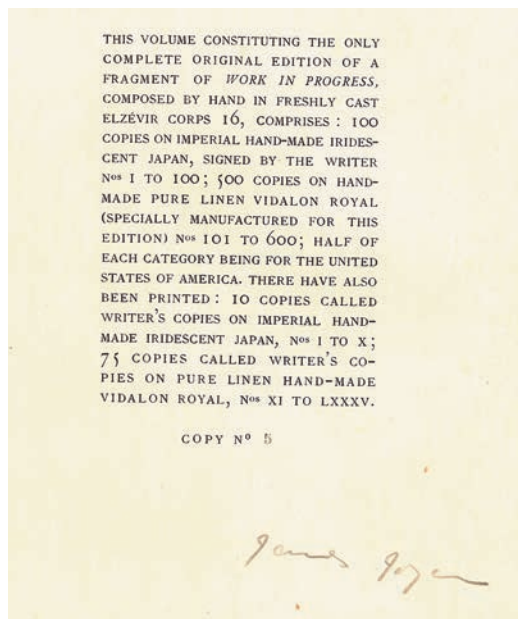 THIS VOLUME CONSTITUTING THE ONLY
COMPLETE ORIGINAL EDITION OF A
FRAGMENT OF WORK IN PROGRESS,
COMPOSED BY HAND IN FRESHLY CAST
ELZÉVIR CORPS 16, COMPRISES : 100
COPIES ON IMPERIAL HAND-MADE IRIDES-
CENT JAPAN, SIGNED BY THE WRITER
Nos 1 TO 100 ; 500 COPIES ON HAND-
MADE PURE LINEN VIDALON ROYAL
(SPECIALLY MANUFACTURED FOR THIS
EDITION) Nos 101 TO 600; HALF OF
EACH CATEGORY BEING FOR THE UNITED
STATES OF AMERICA. THERE HAVE ALSO
BEEN PRINTED : 10 COPIES CALLED
WRITER'S COPIES ON IMPERIAL HAND-
MADE IRIDESCENT JAPAN, Nos I TO X ;
75 COPIES CALLED WRITER'S CO-
PIES ON PURE LINEN HAND-MADE
VIDALON ROYAL, Nos XI TO LXXXV.
COPY No 5
James Joyce